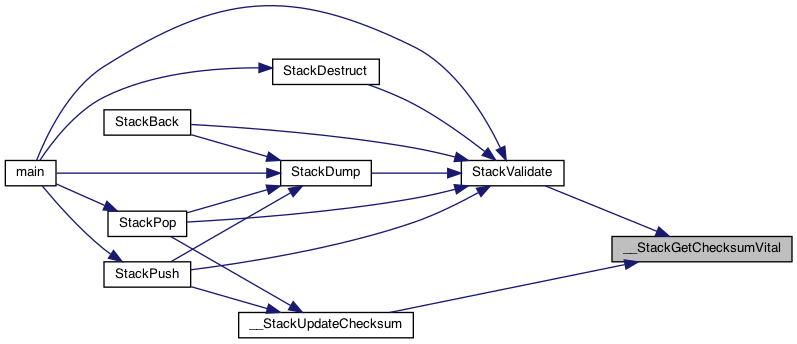 StackDestruct
StackBack
main
StackDump
StackValidate
StackPop
__StackGetChecksumVital
StackPush
__StackUpdateChecksum